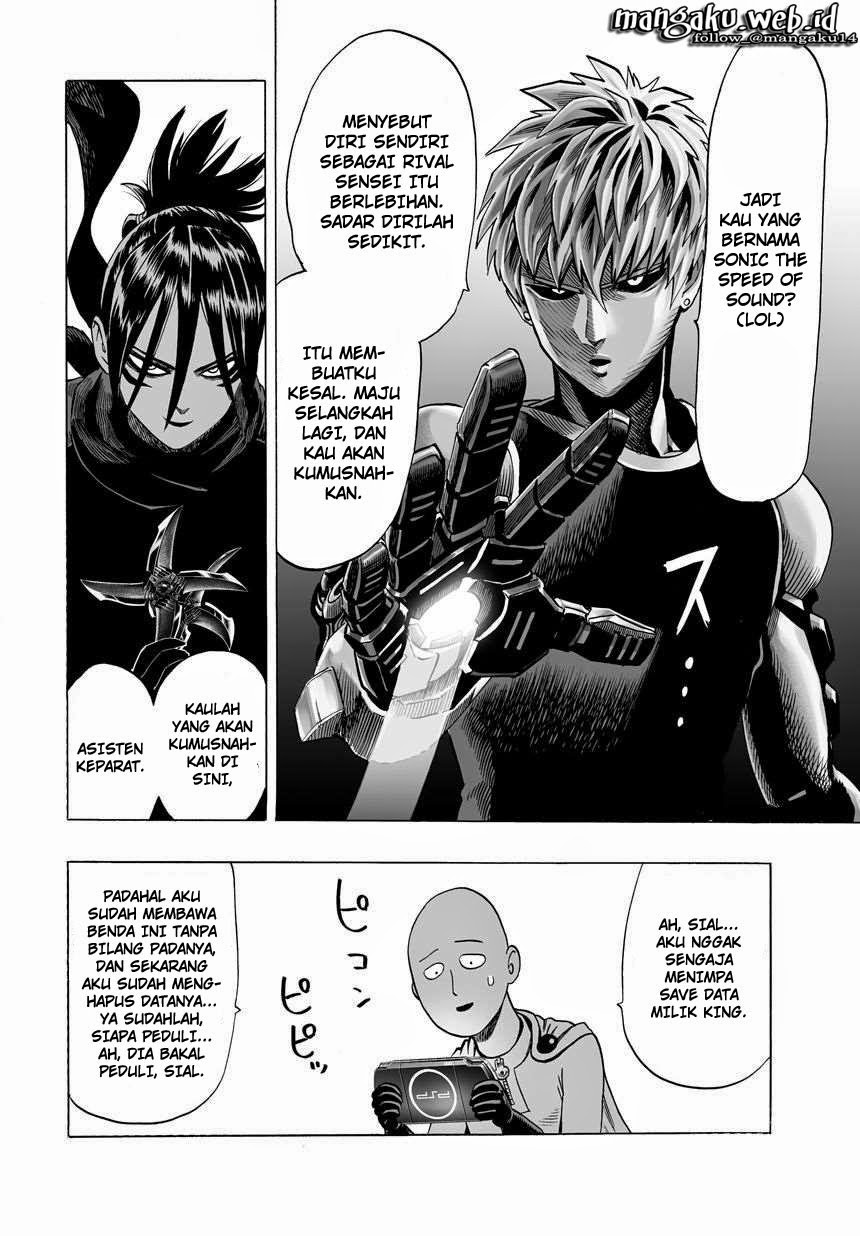 mangaku.web.id
follow_@mangaku14
JADI
KAU YANG
BERNAMA
SONIC THE
SPEED OF
SOUND?
(LOL)
MENYEBUT
DIRI SENDIRI
SEBAGAI RIVAL
SENSEI ITU
BERLEBIHAN.
SADAR DIRILAH
SEDIKIT.
ITU MEM-
BUATKU
KESAL. MAJU
SELANGKAH
LAGI, DAN
KAU AKAN
KUMUSNAH-
KAN.
ス...
KAULAH
YANG AKAN
KUMUSNAH-
KAN DI
SINI,
ASISTEN
KEPARAT.
AH, SIAL...
AKU NGGAK
SENGAJA
MENIMPA
SAVE DATA
MILIK KING.
ピコン
ピピッ
PSP
PADAHAL AKU
SUDAH MEMBAWA
BENDA INI TANPA
BILANG PADANYA,
DAN SEKARANG
AKU SUDAH MENG-
HAPUS DATANYA...
YA SUDAHLAH,
SIAPA PEDULI...
AH, DIA BAKAL
PEDULI, SIAL.